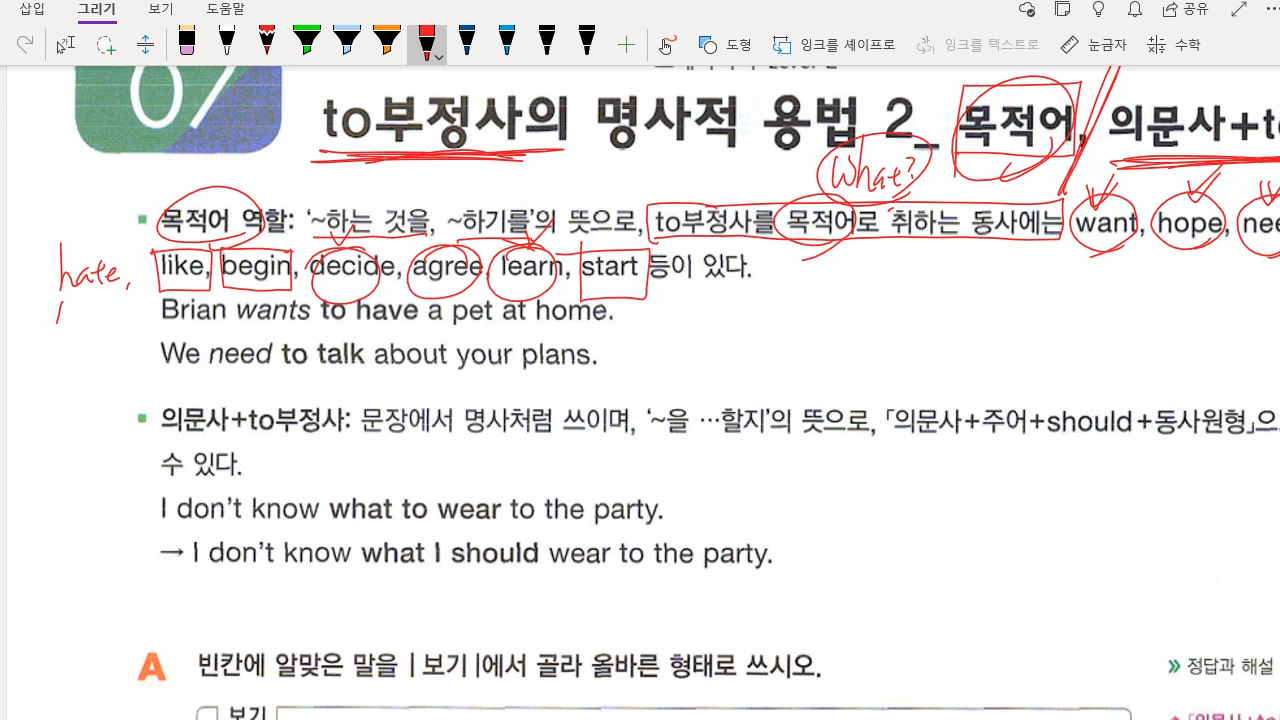 삽입 그리기 보기 도움말
공유
도형 잉크를 셰이프로 잉크를 텍스트로 눈금자 수학
07
to부정사의 명사적 용법 2_ 목적어, 의문사+to
What?
목적어 역할: ‘~하는 것을, ~하기를’의 뜻으로, to부정사를 목적어로 취하는 동사에는 want, hope, nee
hate,
like, begin, decide, agree, learn, start 등이 있다.
Brian wants to have a pet at home.
We need to talk about your plans.
의문사+to부정사: 문장에서 명사처럼 쓰이며, ‘~을 …할지’의 뜻으로, 「의문사+주어+should+동사원형」으
수 있다.
I don’t know what to wear to the party.
→ I don’t know what I should wear to the party.
A 빈칸에 알맞은 말을 |보기|에서 골라 올바른 형태로 쓰시오.
» 정답과 해설
보기